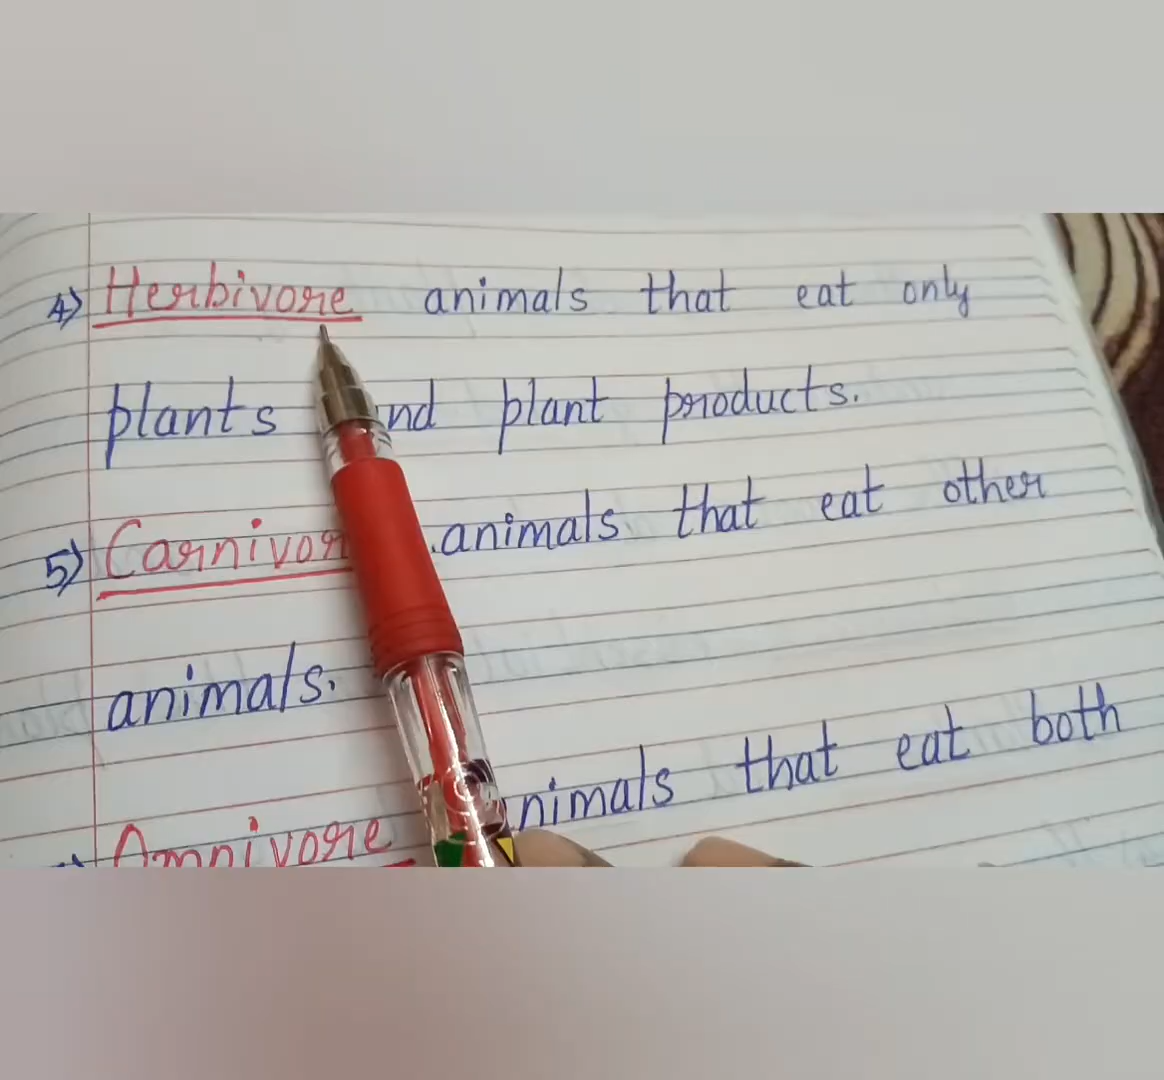 4) Herbivore animals that eat only
plants nd plant products.
5) Carnivor animals that eat other
animals.
Omnivore nimals that eat both